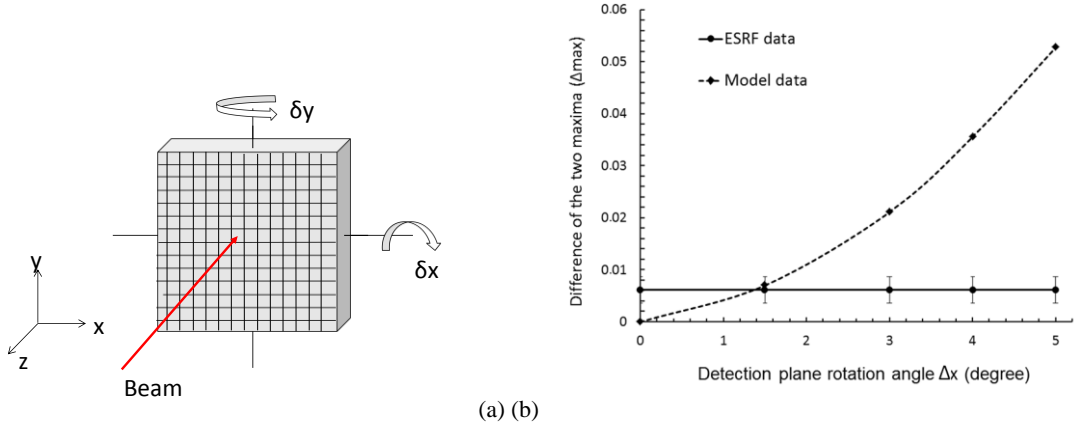 δy
δx
y
x
z
Beam
0.06
0.05
0.04
0.03
0.02
0.01
0
Difference of the two maxima (Δmax)
ESRF data
Model data
0 1 2 3 4 5
Detection plane rotation angle Δx (degree)
(a) (b)